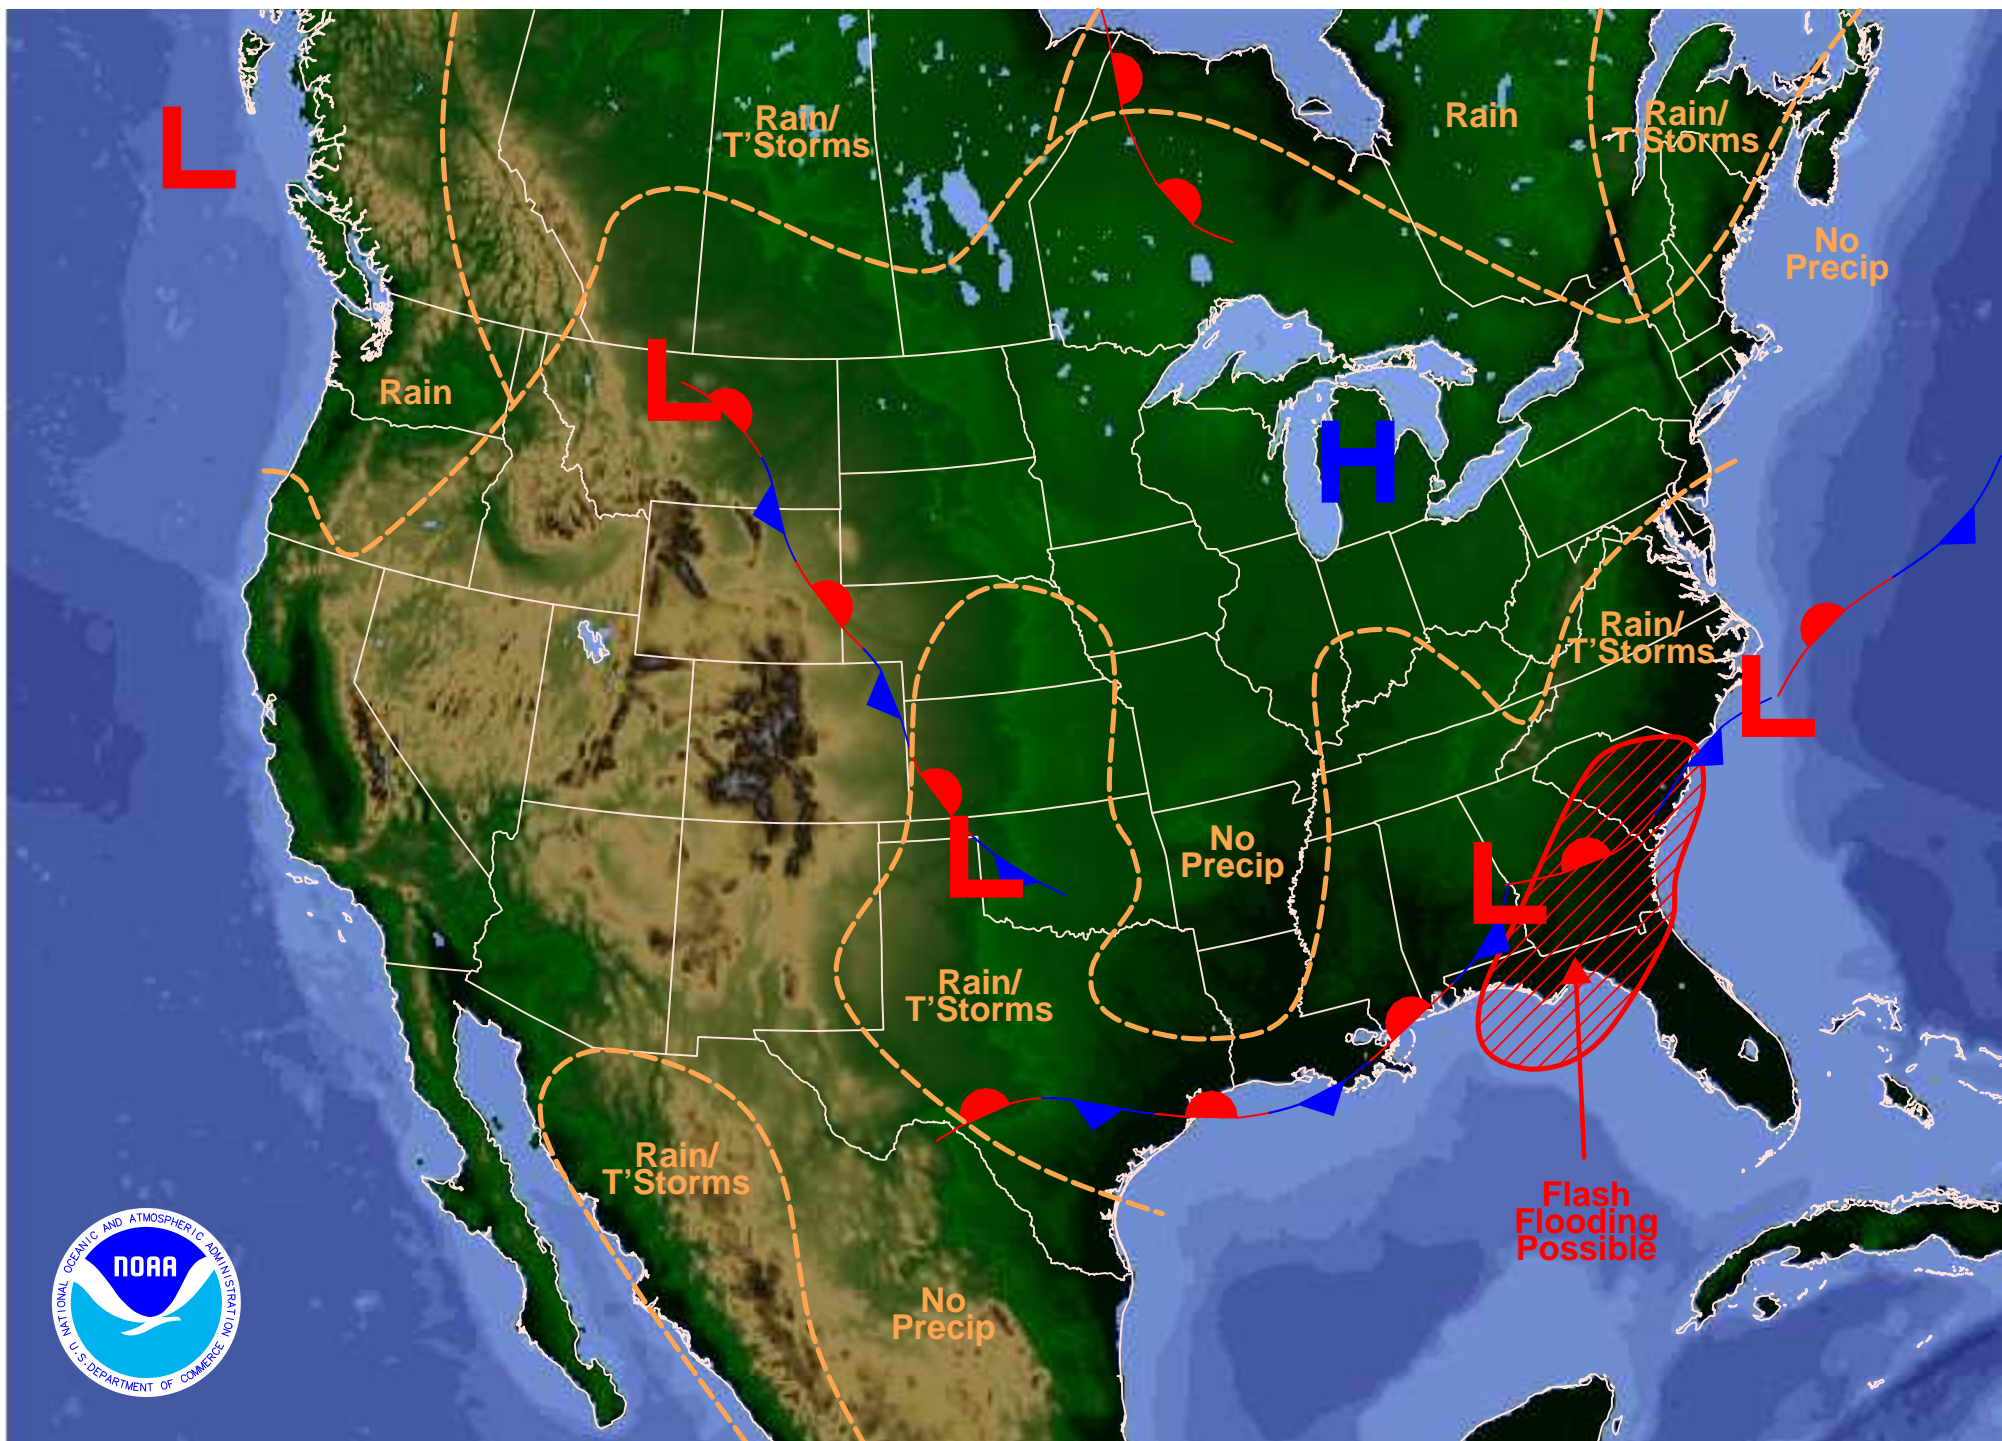 L
Rain/
T'Storms
Rain
Rain/
T'Storms
No
Precip
L
Rain
H
Rain/
T'Storms
L
No
Precip
L
L
Rain/
T'Storms
Rain/
T'Storms
Flash
Flooding
Possible
No
Precip
NATIONAL OCEANIC AND ATMOSPHERIC ADMINISTRATION
NOAA
U.S. DEPARTMENT OF COMMERCE